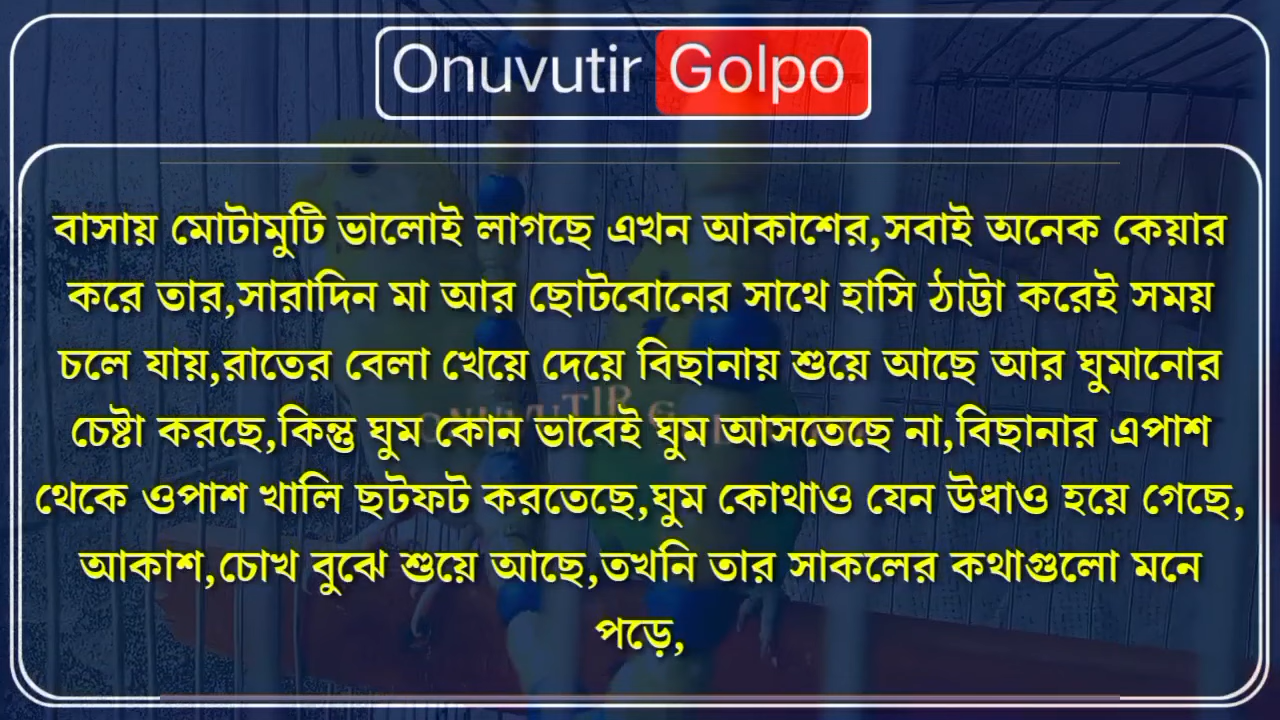 Onuvutir Golpo
বাসায় মোটামুটি ভালোই লাগছে এখন আকাশের,সবাই অনেক কেয়ার
করে তার,সারাদিন মা আর ছোটবোনের সাথে হাসি ঠাট্টা করেই সময়
চলে যায়,রাতের বেলা খেয়ে দেয়ে বিছানায় শুয়ে আছে আর ঘুমানোর
চেষ্টা করছে,কিন্তু ঘুম কোন ভাবেই ঘুম আসতেছে না,বিছানার এপাশ
থেকে ওপাশ খালি ছটফট করতেছে,ঘুম কোথাও যেন উধাও হয়ে গেছে,
আকাশ,চোখ বুঝে শুয়ে আছে,তখনি তার সাকলের কথাগুলো মনে
পড়ে,